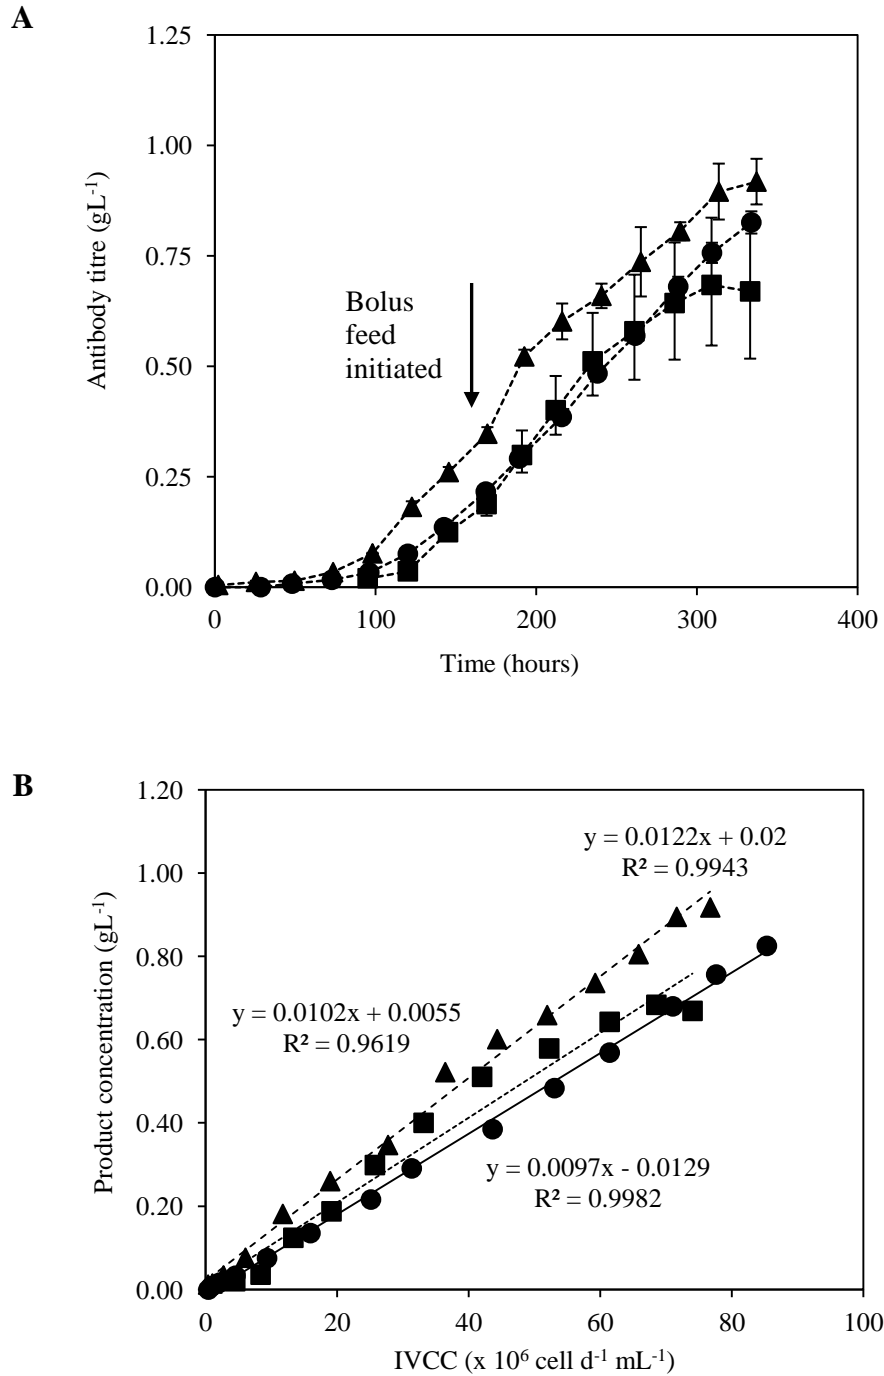 A
1.25
1.00
0.75
0.50
0.25
0.00
Antibody titre (gL⁻¹)
Bolus
feed
initiated
0 100 200 300 400
Time (hours)
B
1.20
1.00
0.80
0.60
0.40
0.20
0.00
Product concentration (gL⁻¹)
y = 0.0122x + 0.02
R² = 0.9943
y = 0.0102x + 0.0055
R² = 0.9619
y = 0.0097x - 0.0129
R² = 0.9982
0 20 40 60 80 100
IVCC (x 10⁶ cell d⁻¹ mL⁻¹)